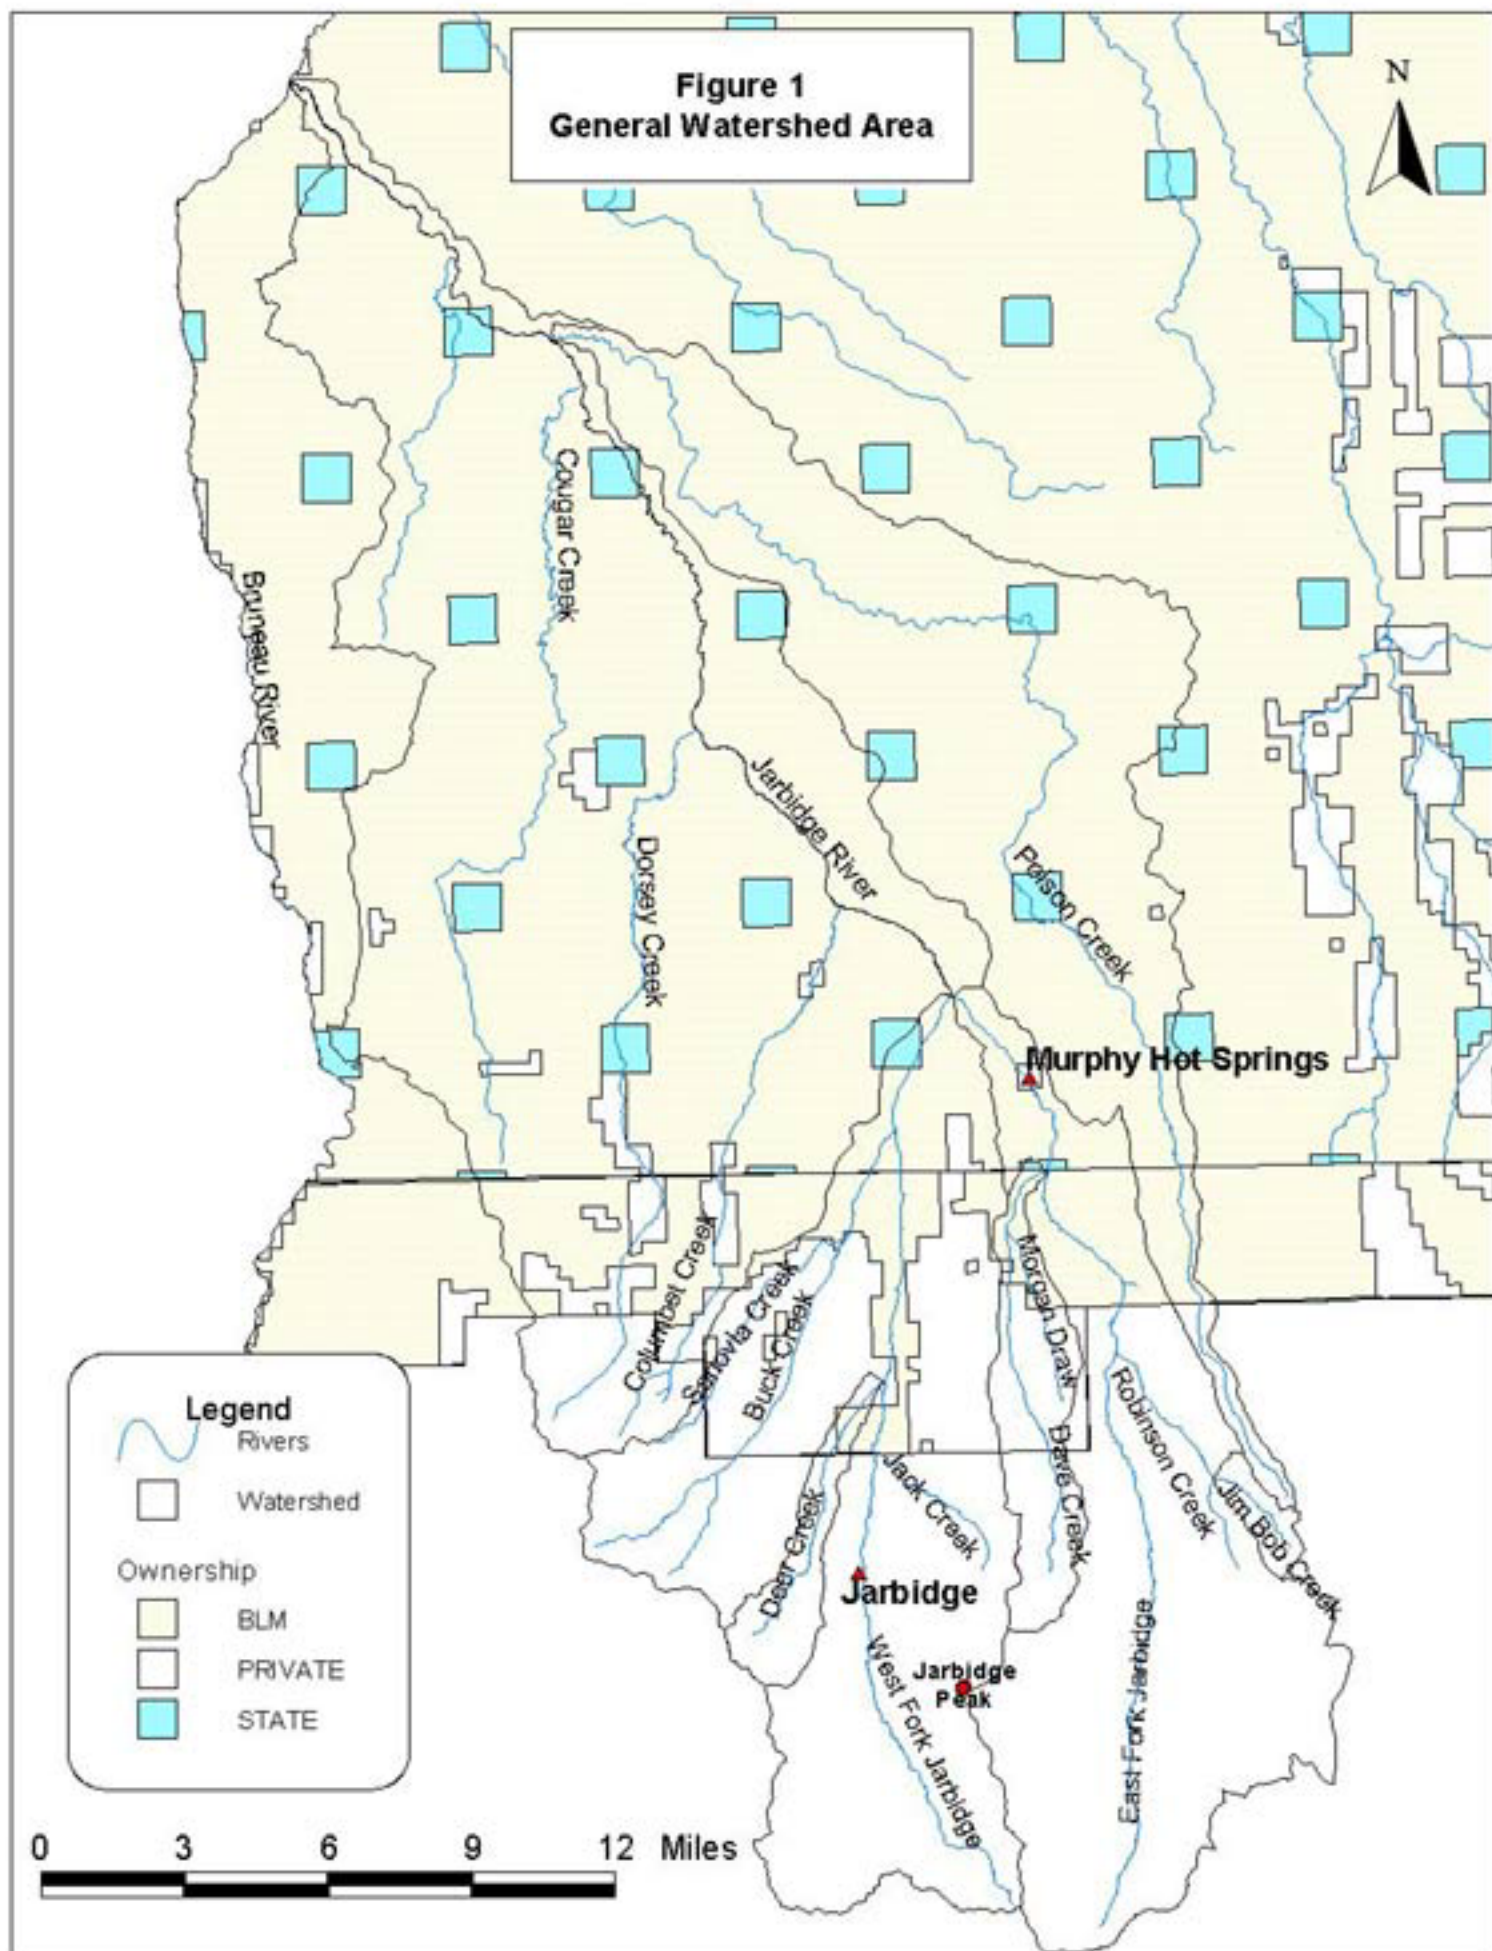 Figure 1
General Watershed Area
N
Cougar Creek
Bruneau River
Jarbidge River
Dorsey Creek
Poison Creek
Murphy Hot Springs
Columbet Creek
Buck Creek
Morgan Draw
Robinson Creek
Dave Creek
Jack Creek
Jim Bob Creek
Deer Creek
Jarbidge
West Fork Jarbidge
Jarbidge
Peak
East Fork Jarbidge
Legend
Rivers
Watershed
Ownership
BLM
PRIVATE
STATE
0 3 6 9 12 Miles